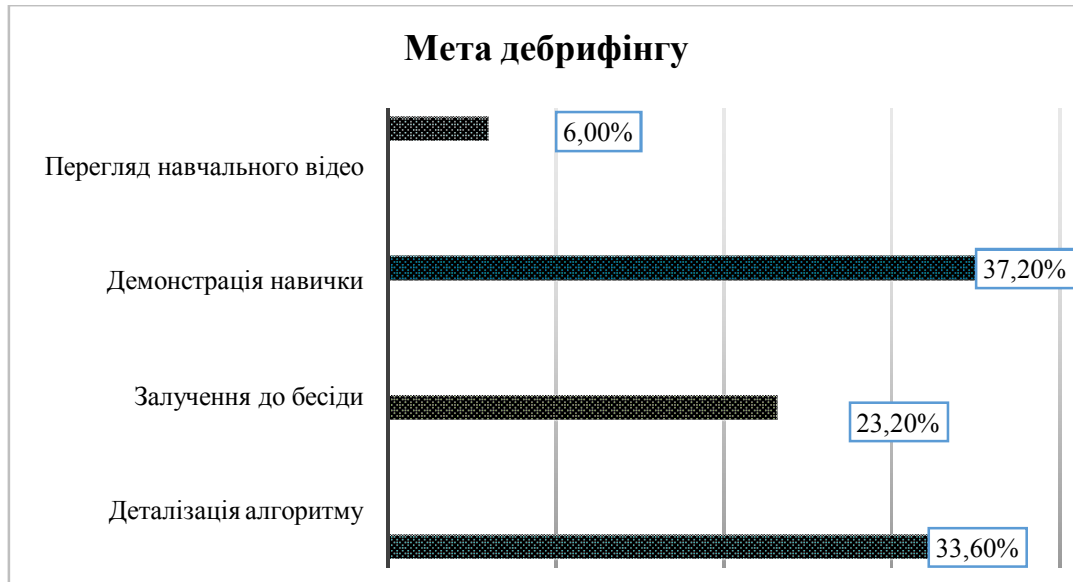 Мета дебрифінгу
6,00%
Перегляд навчального відео
37,20%
Демонстрація навички
Залучення до бесіди
23,20%
Деталізація алгоритму
33,60%